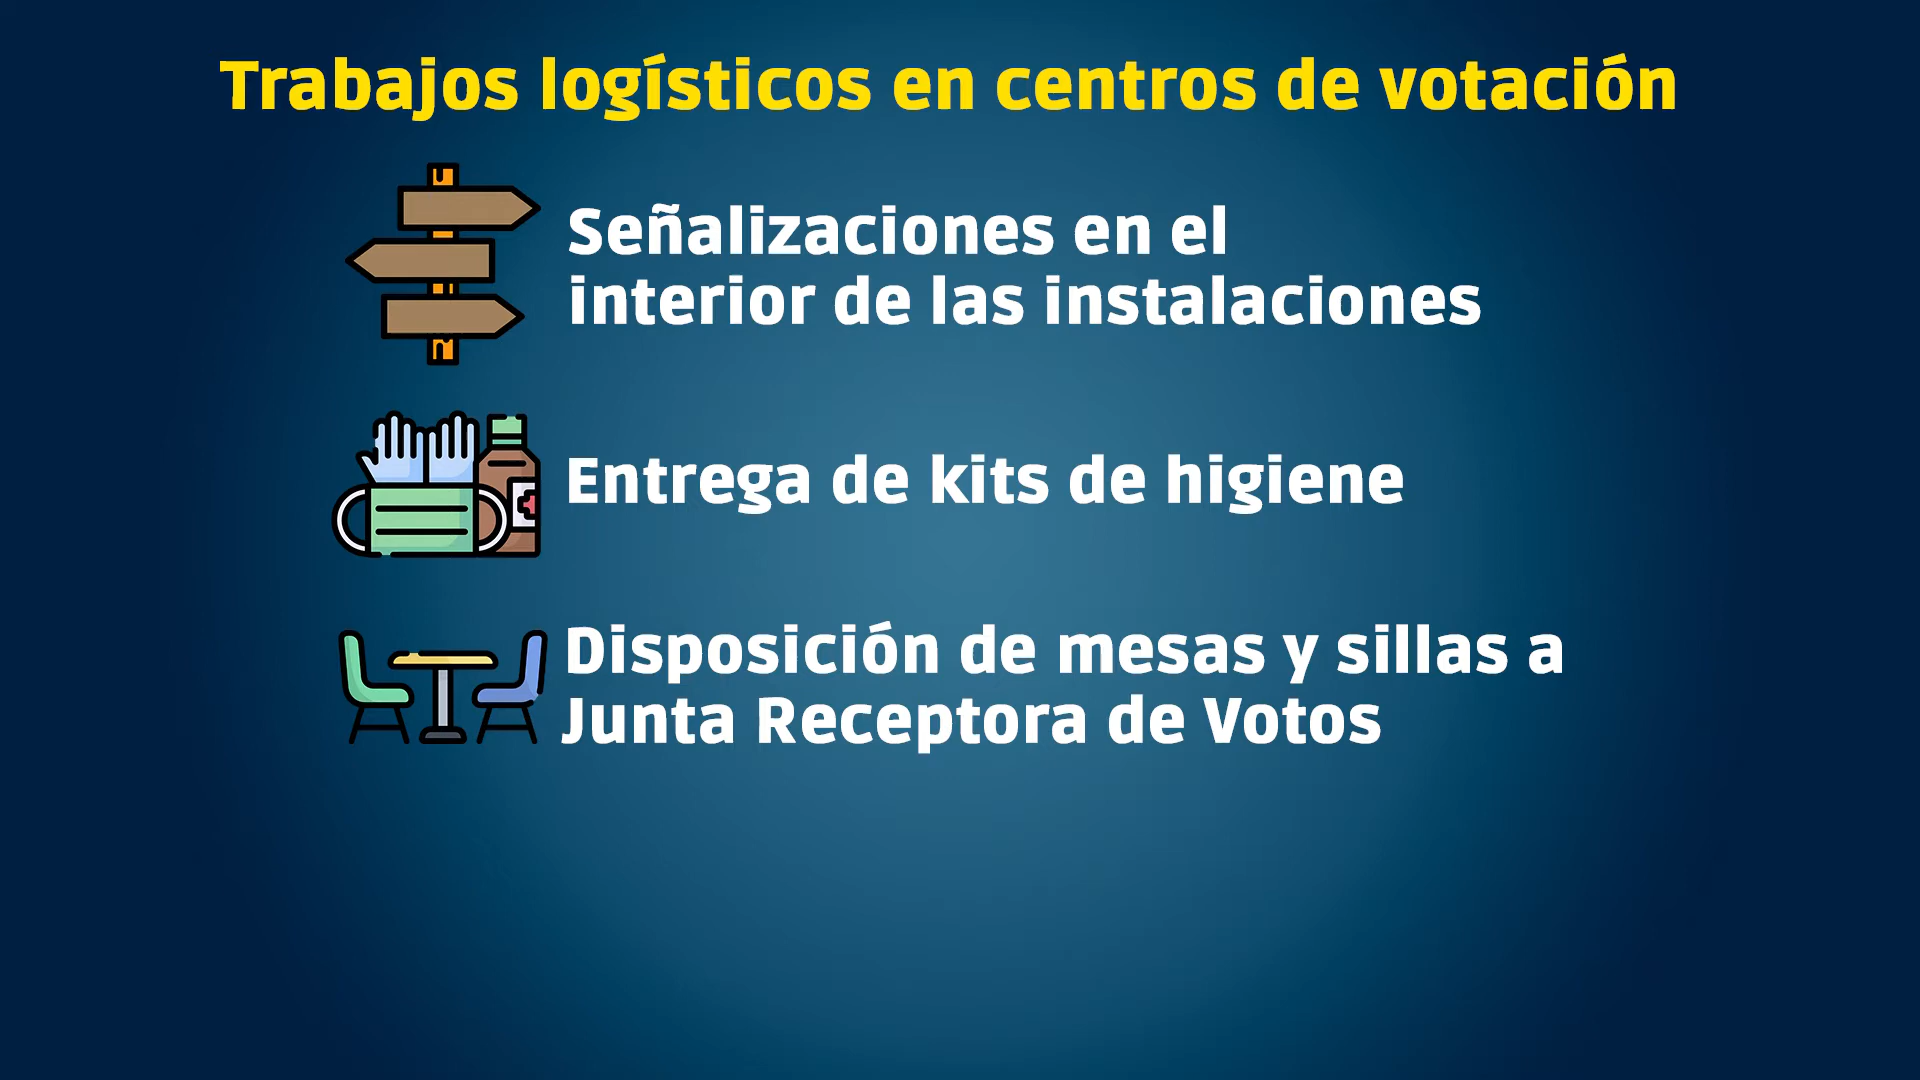 Trabajos logísticos en centros de votación
Señalizaciones en el
interior de las instalaciones
Entrega de kits de higiene
Disposición de mesas y sillas a
Junta Receptora de Votos